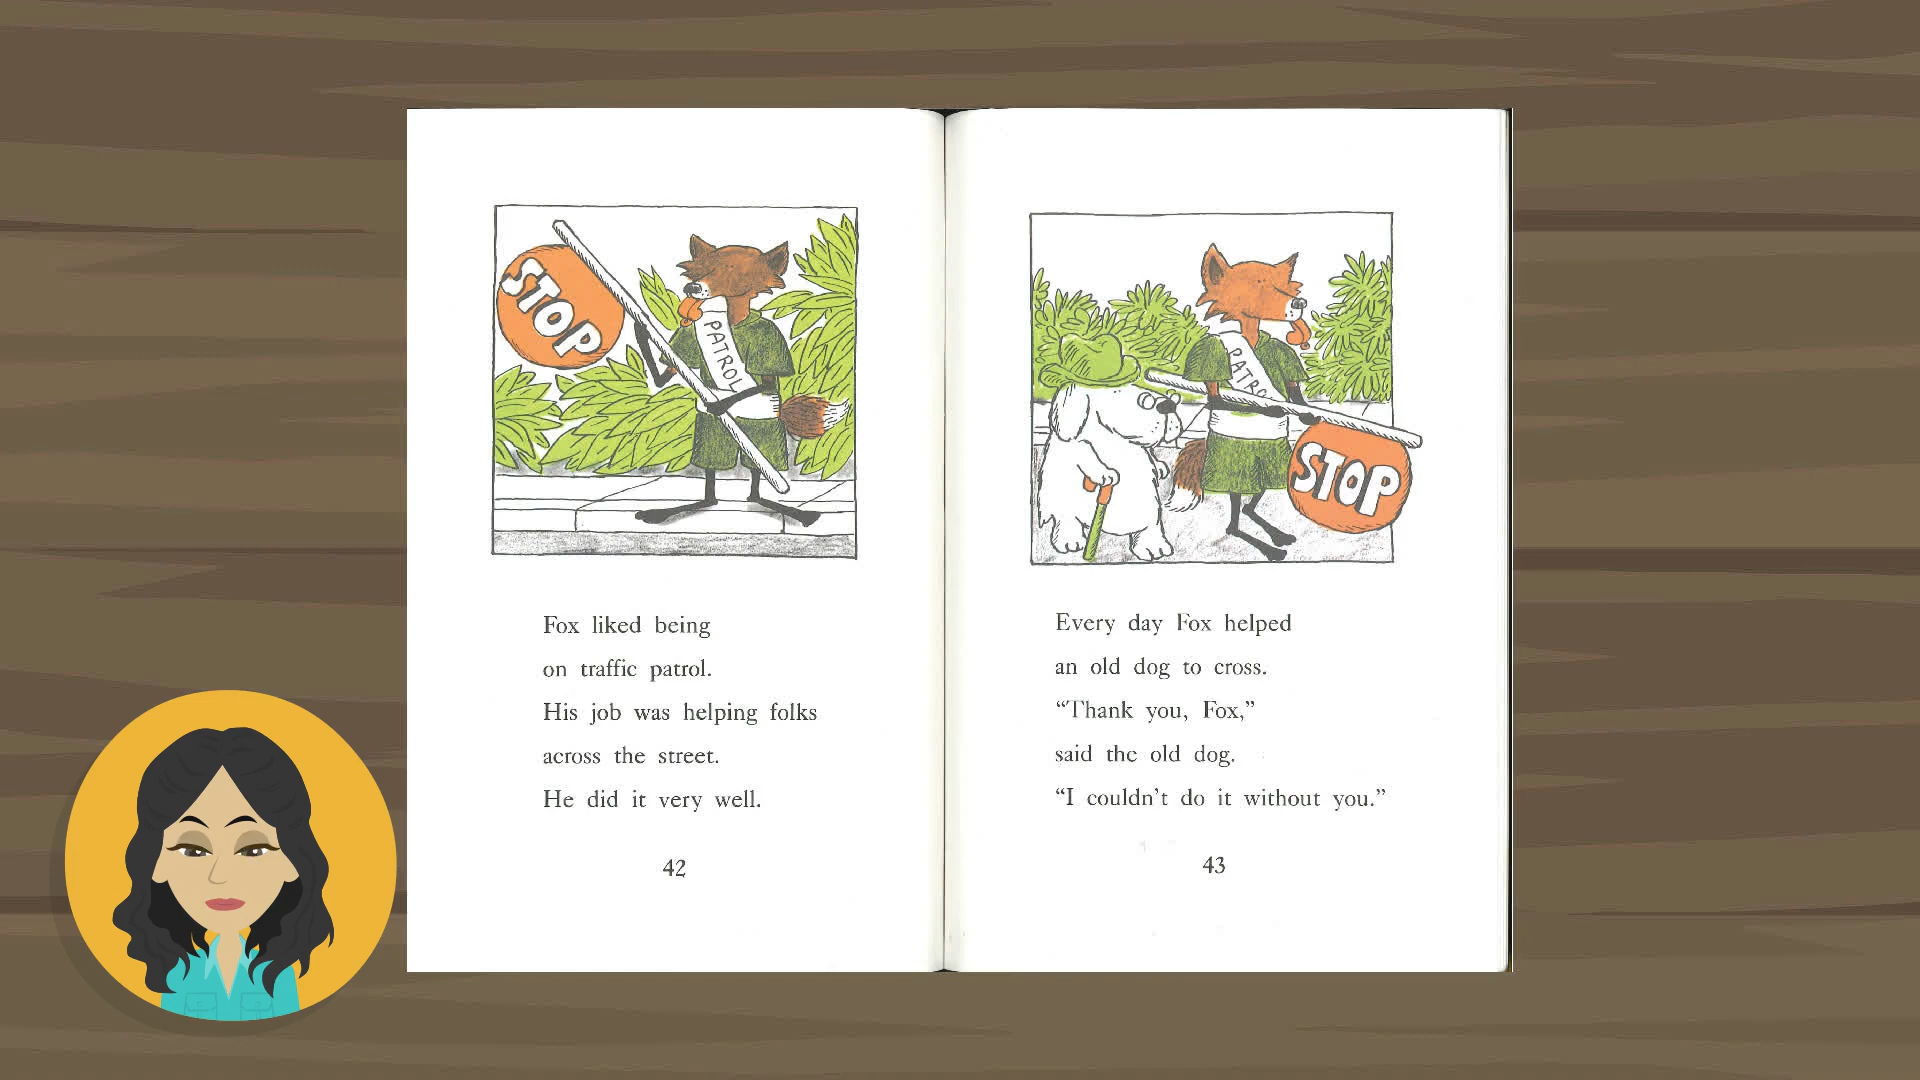 STOP
PATROL
Fox liked being
on traffic patrol.
His job was helping folks
across the street.
He did it very well.
42
PATRO
STOP
Every day Fox helped
an old dog to cross.
“Thank you, Fox,”
said the old dog.
“I couldn’t do it without you.”
43